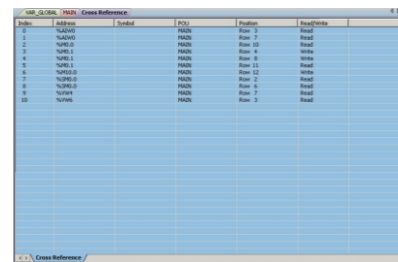 VAR_GLOBAL MAIN Cross Reference
Index Address Symbol POU Position Read/Write
0 %AIW0 MAIN Row 3 Read
1 %AIW0 MAIN Row 7 Read
2 %M0.0 MAIN Row 10 Read
3 %M0.1 MAIN Row 4 Write
4 %M0.1 MAIN Row 8 Write
5 %M0.1 MAIN Row 11 Read
6 %M10.0 MAIN Row 12 Write
7 %SM0.0 MAIN Row 2 Read
8 %SM0.0 MAIN Row 6 Read
9 %VW4 MAIN Row 7 Read
10 %VW6 MAIN Row 3 Read
Cross Reference